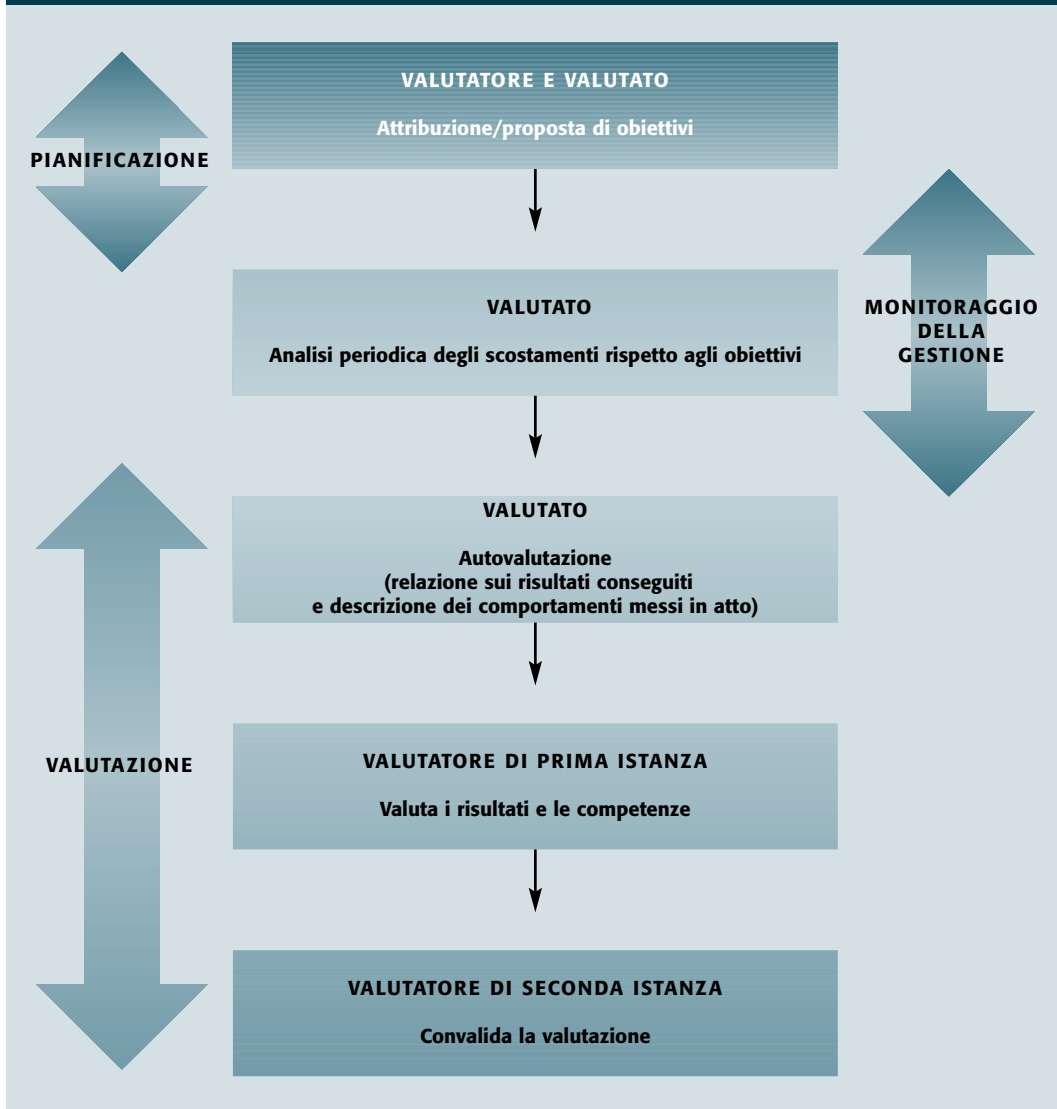 VALUTATORE E VALUTATO
Attribuzione/proposta di obiettivi
PIANIFICAZIONE
VALUTATO
Analisi periodica degli scostamenti rispetto agli obiettivi
MONITORAGGIO
DELLA
GESTIONE
VALUTATO
Autovalutazione
(relazione sui risultati conseguiti
e descrizione dei comportamenti messi in atto)
VALUTAZIONE
VALUTATORE DI PRIMA ISTANZA
Valuta i risultati e le competenze
VALUTATORE DI SECONDA ISTANZA
Convalida la valutazione